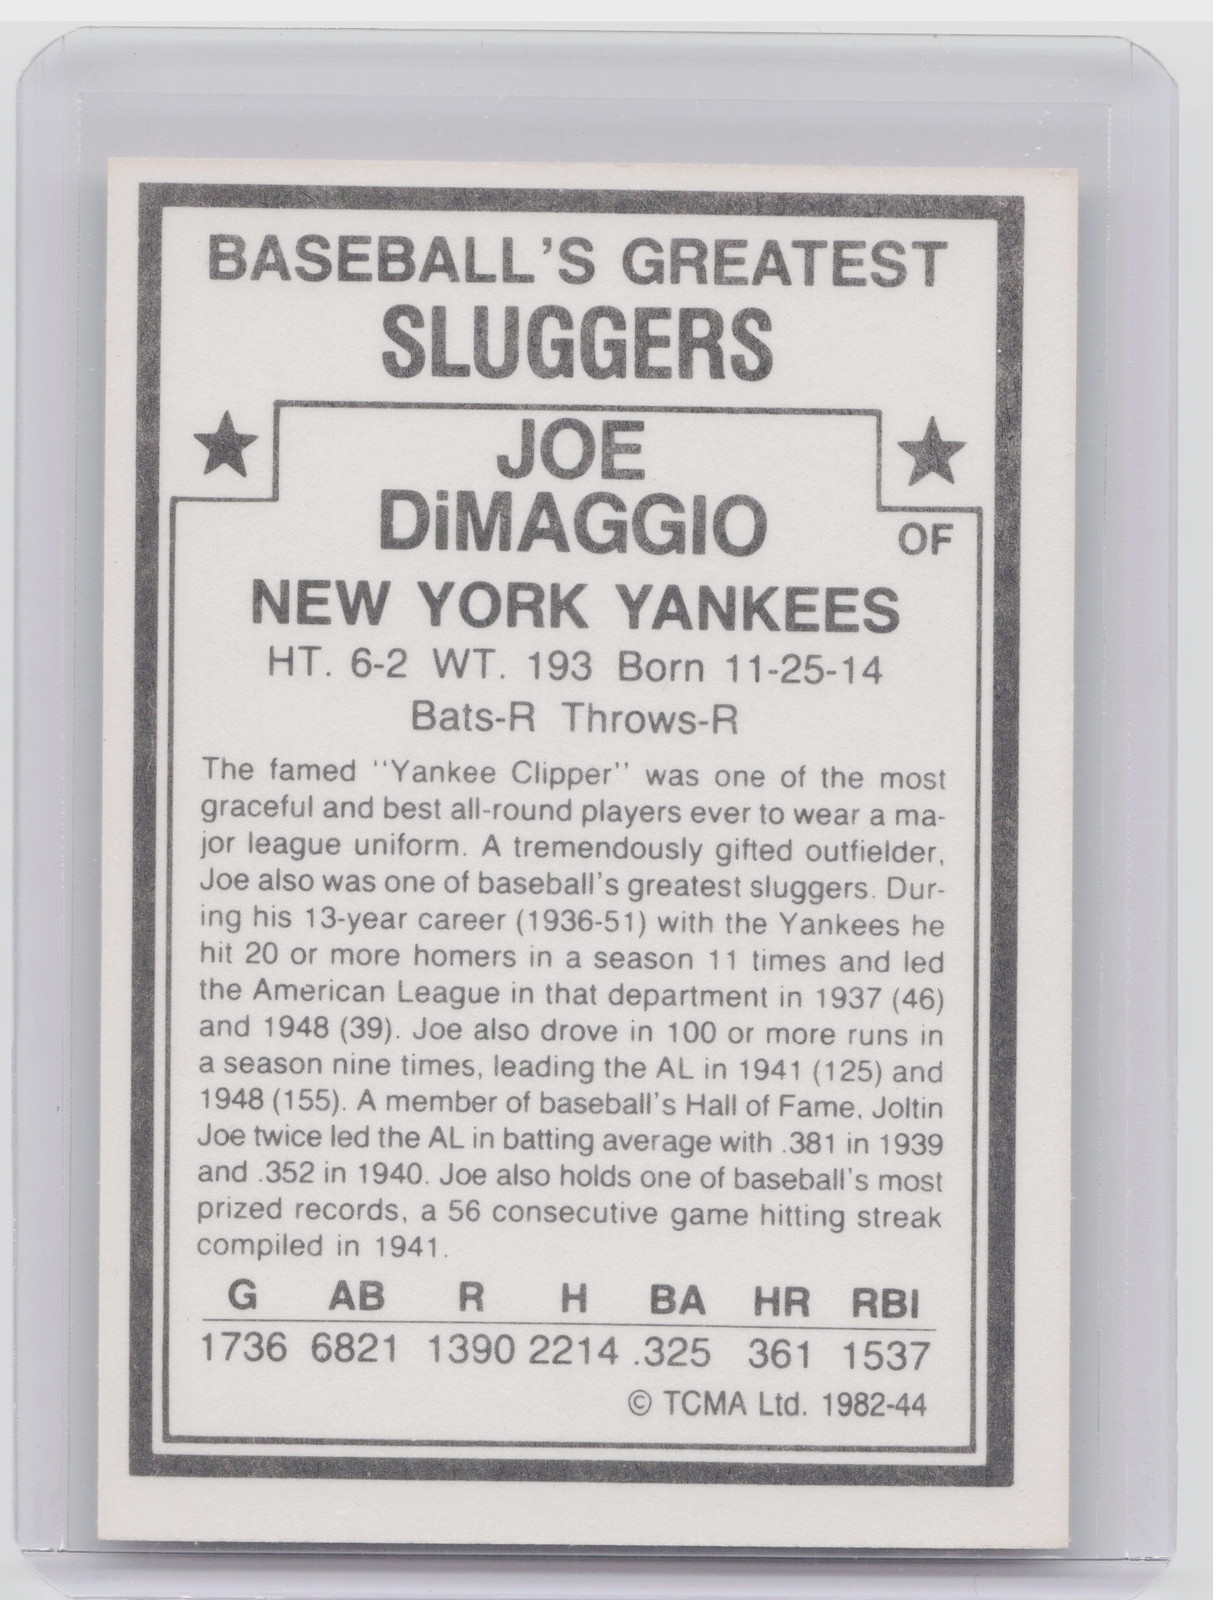 BASEBALL'S GREATEST
SLUGGERS
JOE
DiMAGGIO
OF
NEW YORK YANKEES
HT. 6-2 WT. 193 Born 11-25-14
Bats-R Throws-R
The famed "Yankee Clipper" was one of the most
graceful and best all-round players ever to wear a ma-
jor league uniform. A tremendously gifted outfielder,
Joe also was one of baseball's greatest sluggers. Dur-
ing his 13-year career (1936-51) with the Yankees he
hit 20 or more homers in a season 11 times and led
the American League in that department in 1937 (46)
and 1948 (39). Joe also drove in 100 or more runs in
a season nine times, leading the AL in 1941 (125) and
1948 (155). A member of baseball's Hall of Fame, Joltin
Joe twice led the AL in batting average with .381 in 1939
and .352 in 1940. Joe also holds one of baseball's most
prized records, a 56 consecutive game hitting streak
compiled in 1941.
G AB R H BA HR RBI
1736 6821 1390 2214 .325 361 1537
© TCMA Ltd. 1982-44